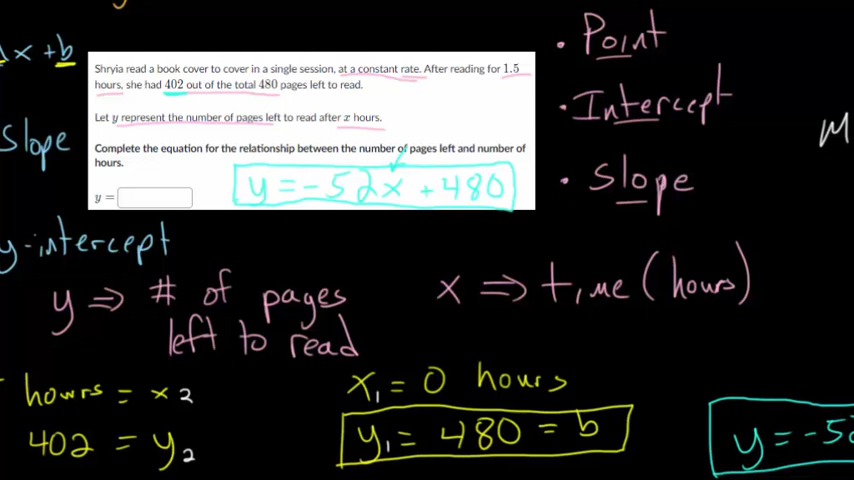 x + b
Shryia read a book cover to cover in a single session, at a constant rate. After reading for 1.5
hours, she had 402 out of the total 480 pages left to read.
Let y represent the number of pages left to read after x hours.
Complete the equation for the relationship between the number of pages left and number of
hours.
y =
y = -52x + 480
• Point
• Intercept
• Slope
M
Slope
y-intercept
y ⇒ # of pages
left to read
x ⇒ time (hours)
hours = x2
402 = y2
x1 = 0 hours
y1 = 480 = b
y = -5